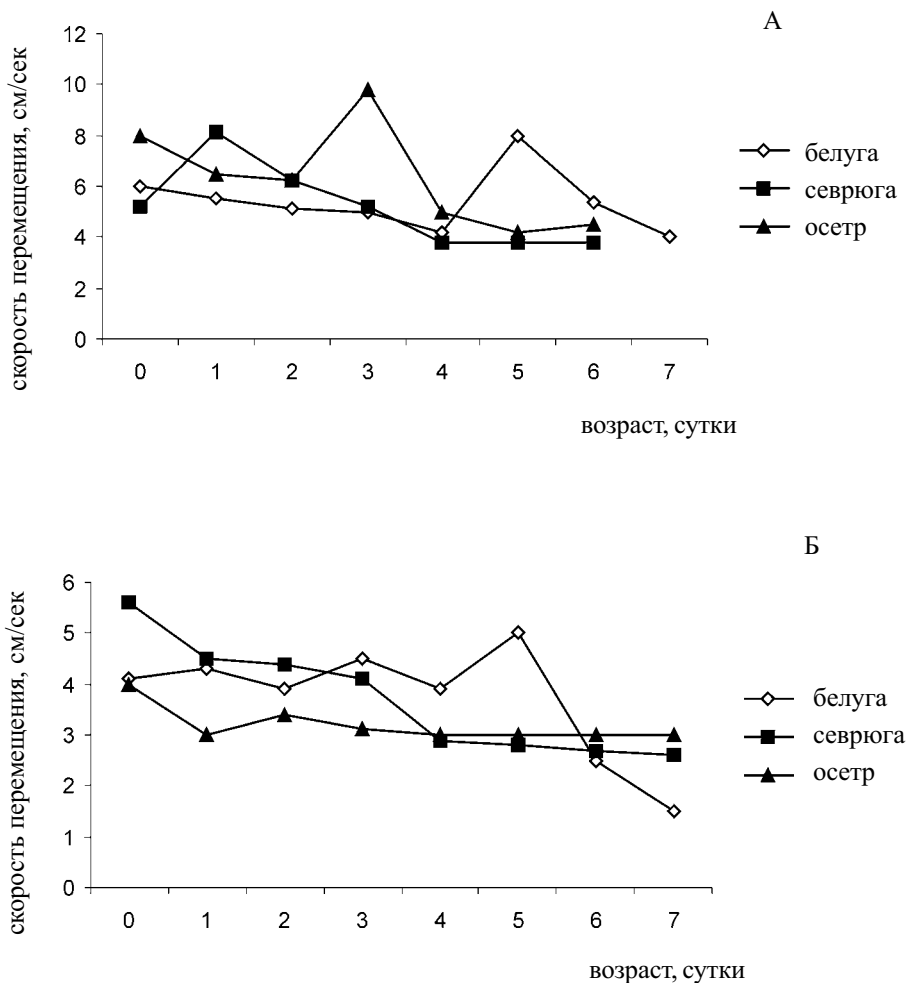 А
скорость перемещения, см/сек
12
10
8
6
4
2
0
0 1 2 3 4 5 6 7
возраст, сутки
белуга
севрюга
осетр
Б
скорость перемещения, см/сек
6
5
4
3
2
1
0
0 1 2 3 4 5 6 7
возраст, сутки
белуга
севрюга
осетр